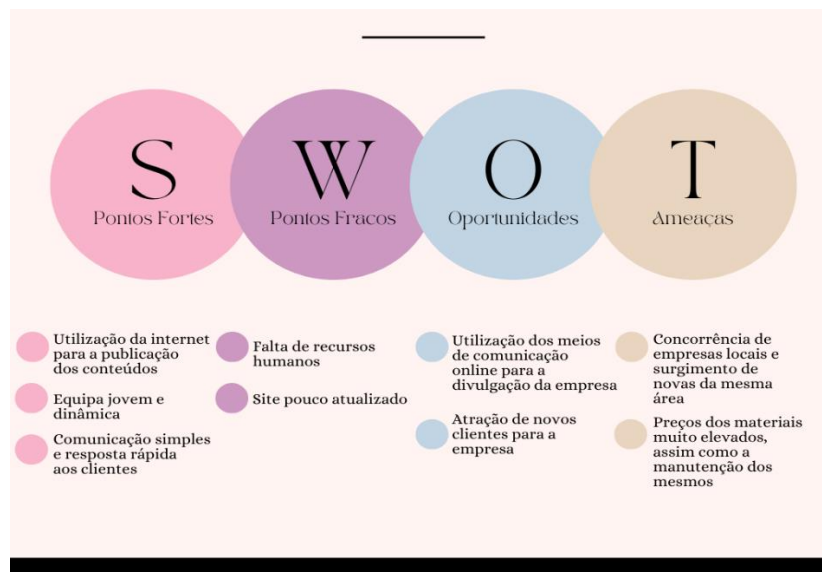 S
Pontos Fortes
W
Pontos Fracos
O
Oportunidades
T
Ameaças
Utilização da internet
para a publicação
dos conteúdos
Equipa jovem e
dinâmica
Comunicação simples
e resposta rápida
aos clientes
Falta de recursos
humanos
Site pouco atualizado
Utilização dos meios
de comunicação
online para a
divulgação da empresa
Atração de novos
clientes para a
empresa
Concorrência de
empresas locais e
surgimento de
novas da mesma
área
Preços dos materiais
muito elevados,
assim como a
manutenção dos
mesmos